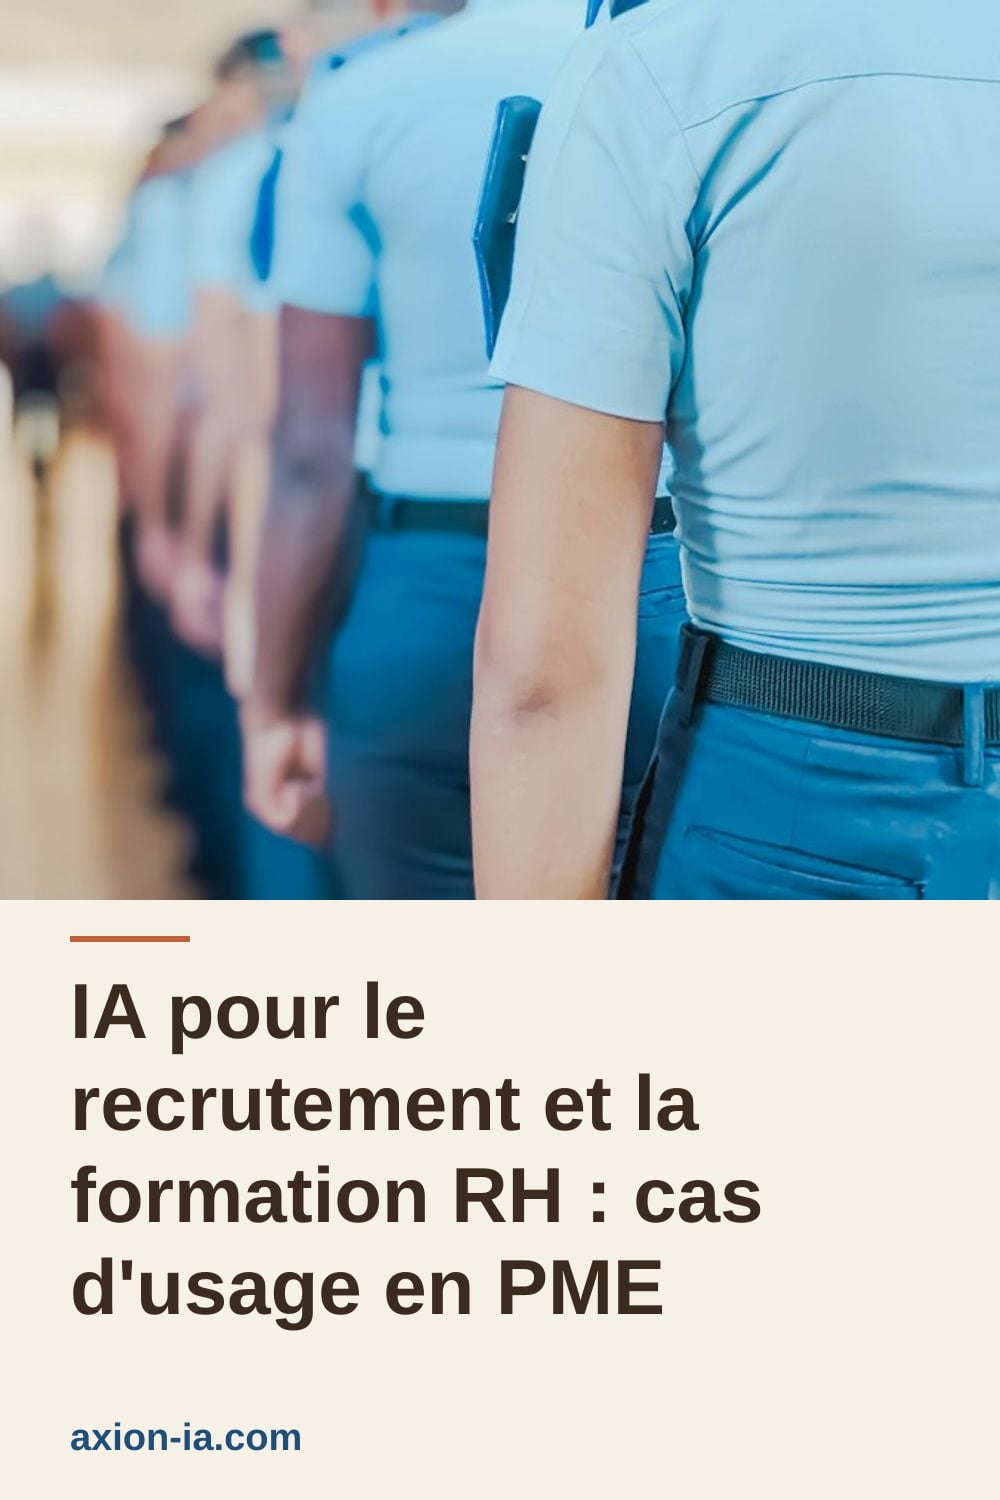 IA pour le
recrutement et la
formation RH : cas
d'usage en PME
axion-ia.com